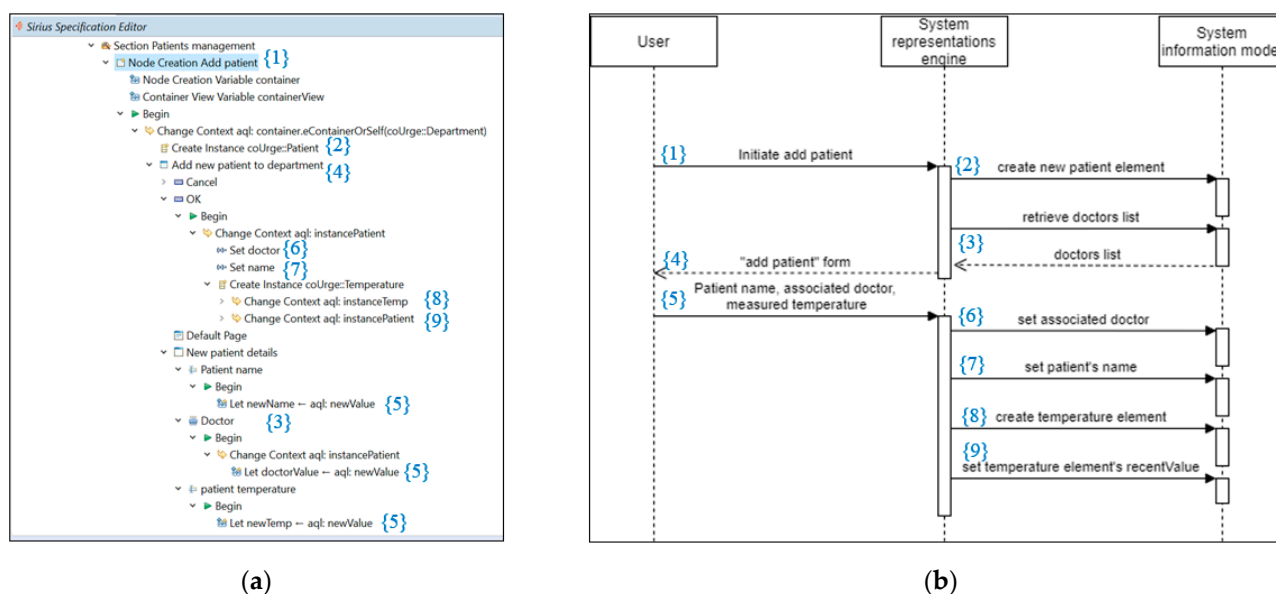 Sirius Specification Editor
Section Patients management
Node Creation Add patient {1}
Node Creation Variable container
Container View Variable containerView
Begin
Change Context aql: container.eContainerOrSelf(coUrge::Department)
Create Instance coUrge::Patient {2}
Add new patient to department {4}
Cancel
OK
Begin
Change Context aql: instancePatient
Set doctor {6}
Set name {7}
Create Instance coUrge::Temperature
Change Context aql: instanceTemp {8}
Change Context aql: instancePatient {9}
Default Page
New patient details
Patient name
Begin
Let newName ← aql: newValue {5}
Doctor {3}
Begin
Change Context aql: instancePatient
Let doctorValue ← aql: newValue {5}
patient temperature
Begin
Let newTemp ← aql: newValue {5}
(a)
User
System
representations
engine
System
information mode
{1} Initiate add patient
{2} create new patient element
retrieve doctors list
{3} doctors list
{4} "add patient" form
{5} Patient name, associated doctor,
measured temperature
{6} set associated doctor
{7} set patient's name
{8} create temperature element
{9}
set temperature element's recentValue
(b)